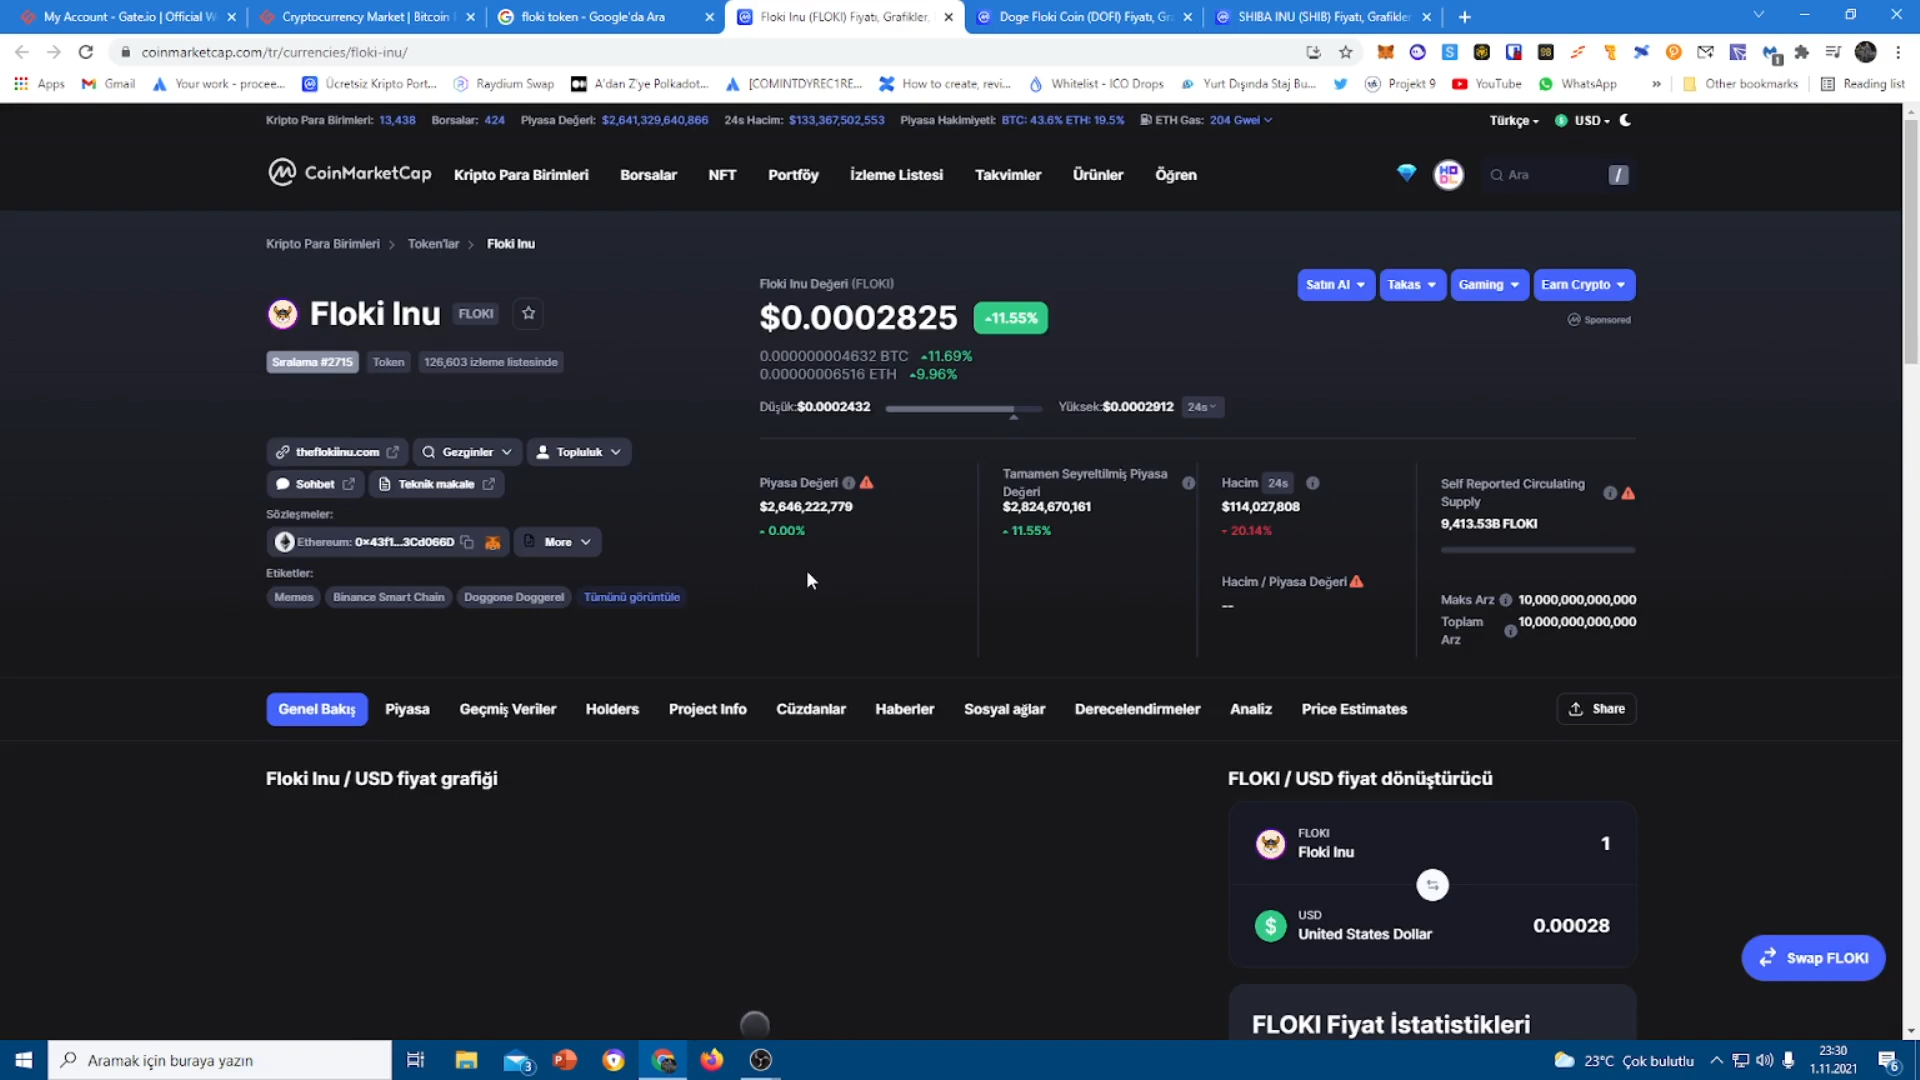 My Account - Gate.io | Official W
Cryptocurrency Market | Bitcoin
floki token - Google'da Ara
Floki Inu (FLOKI) Fiyatı, Grafikler,
Doge Floki Coin (DOFI) Fiyatı, Gr
SHIBA INU (SHIB) Fiyatı, Grafikler
coinmarketcap.com/tr/currencies/floki-inu/
Apps
Gmail
Your work - procee...
Ücretsiz Kripto Port...
Raydium Swap
A'dan Z'ye Polkadot...
[COMINTDYREC1RE...
How to create, revi...
Whitelist - ICO Drops
Yurt Dışında Staj Bu...
Projekt 9
YouTube
WhatsApp
»
Other bookmarks
Reading list
Kripto Para Birimleri: 13,438 Borsalar: 424 Piyasa Değeri: $2,641,329,640,866 24s Hacim: $133,367,502,553 Piyasa Hakimiyeti: BTC: 43.6% ETH: 19.5% ETH Gas: 204 Gwei
Türkçe
USD
CoinMarketCap
Kripto Para Birimleri
Borsalar
NFT
Portföy
İzleme Listesi
Takvimler
Ürünler
Öğren
Ara
/
Kripto Para Birimleri > Token'lar > Floki Inu
Floki Inu
FLOKI
Sıralama #2715
Token
126,603 izleme listesinde
Floki Inu Değeri (FLOKI)
$0.0002825
11.55%
0.000000004632 BTC 11.69%
0.00000006516 ETH 9.96%
Düşük:$0.0002432
Yüksek:$0.0002912
24s
Satın Al
Takas
Gaming
Earn Crypto
Sponsored
theflokiinu.com
Gezginler
Topluluk
Sohbet
Teknik makale
Sözleşmeler:
Ethereum: 0x43f1...3Cd066D
More
Etiketler:
Memes
Binance Smart Chain
Doggone Doggerel
Tümünü görüntüle
Piyasa Değeri
$2,646,222,779
0.00%
Tamamen Seyreltilmiş Piyasa
Değeri
$2,824,670,161
11.55%
Hacim 24s
$114,027,808
20.14%
Hacim / Piyasa Değeri
--
Self Reported Circulating
Supply
9,413.53B FLOKI
Maks Arz 10,000,000,000,000
Toplam
Arz
10,000,000,000,000
Genel Bakış
Piyasa
Geçmiş Veriler
Holders
Project Info
Cüzdanlar
Haberler
Sosyal ağlar
Derecelendirmeler
Analiz
Price Estimates
Share
Floki Inu / USD fiyat grafiği
FLOKI / USD fiyat dönüştürücü
FLOKI
Floki Inu
1
USD
United States Dollar
0.00028
Swap FLOKI
FLOKI Fiyat İstatistikleri
Aramak için buraya yazın
3
23°C Çok bulutlu
23:30
1.11.2021
6